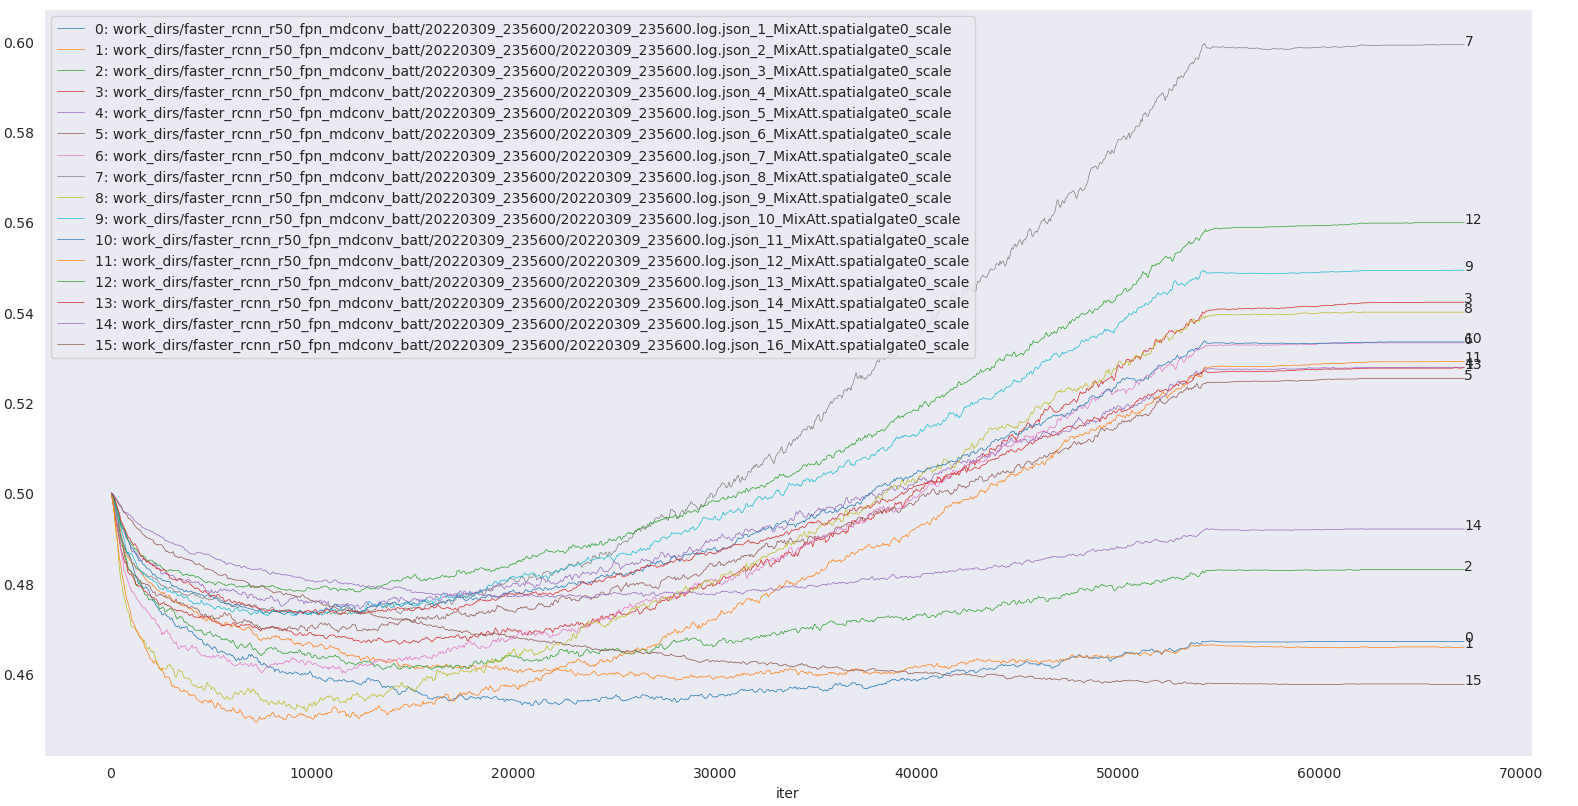 0: work_dirs/faster_rcnn_r50_fpn_mdconv_batt/20220309_235600/20220309_235600.log.json_1_MixAtt.spatialgate0_scale
1: work_dirs/faster_rcnn_r50_fpn_mdconv_batt/20220309_235600/20220309_235600.log.json_2_MixAtt.spatialgate0_scale
2: work_dirs/faster_rcnn_r50_fpn_mdconv_batt/20220309_235600/20220309_235600.log.json_3_MixAtt.spatialgate0_scale
3: work_dirs/faster_rcnn_r50_fpn_mdconv_batt/20220309_235600/20220309_235600.log.json_4_MixAtt.spatialgate0_scale
4: work_dirs/faster_rcnn_r50_fpn_mdconv_batt/20220309_235600/20220309_235600.log.json_5_MixAtt.spatialgate0_scale
5: work_dirs/faster_rcnn_r50_fpn_mdconv_batt/20220309_235600/20220309_235600.log.json_6_MixAtt.spatialgate0_scale
6: work_dirs/faster_rcnn_r50_fpn_mdconv_batt/20220309_235600/20220309_235600.log.json_7_MixAtt.spatialgate0_scale
7: work_dirs/faster_rcnn_r50_fpn_mdconv_batt/20220309_235600/20220309_235600.log.json_8_MixAtt.spatialgate0_scale
8: work_dirs/faster_rcnn_r50_fpn_mdconv_batt/20220309_235600/20220309_235600.log.json_9_MixAtt.spatialgate0_scale
9: work_dirs/faster_rcnn_r50_fpn_mdconv_batt/20220309_235600/20220309_235600.log.json_10_MixAtt.spatialgate0_scale
10: work_dirs/faster_rcnn_r50_fpn_mdconv_batt/20220309_235600/20220309_235600.log.json_11_MixAtt.spatialgate0_scale
11: work_dirs/faster_rcnn_r50_fpn_mdconv_batt/20220309_235600/20220309_235600.log.json_12_MixAtt.spatialgate0_scale
12: work_dirs/faster_rcnn_r50_fpn_mdconv_batt/20220309_235600/20220309_235600.log.json_13_MixAtt.spatialgate0_scale
13: work_dirs/faster_rcnn_r50_fpn_mdconv_batt/20220309_235600/20220309_235600.log.json_14_MixAtt.spatialgate0_scale
14: work_dirs/faster_rcnn_r50_fpn_mdconv_batt/20220309_235600/20220309_235600.log.json_15_MixAtt.spatialgate0_scale
15: work_dirs/faster_rcnn_r50_fpn_mdconv_batt/20220309_235600/20220309_235600.log.json_16_MixAtt.spatialgate0_scale
0.60
0.58
0.56
0.54
0.52
0.50
0.48
0.46
7
12
9
3
8
10
11
13
5
14
2
0
1
15
0 10000 20000 30000 40000 50000 60000 70000
iter